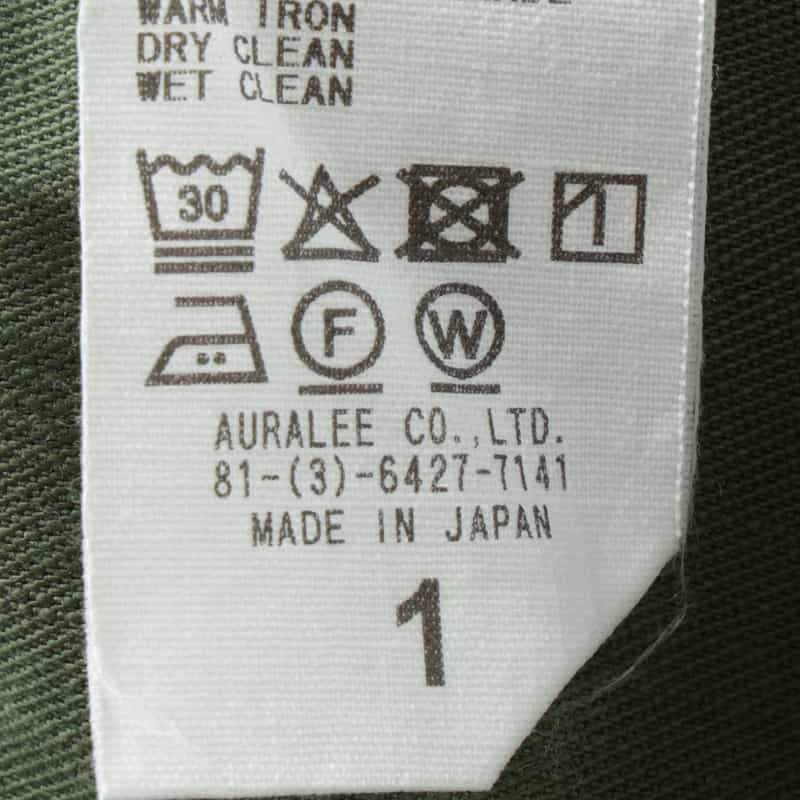 WARM IRON
DRY CLEAN
WET CLEAN
30
F W
AURALEE CO.,LTD.
81-(3)-6427-7141
MADE IN JAPAN
1